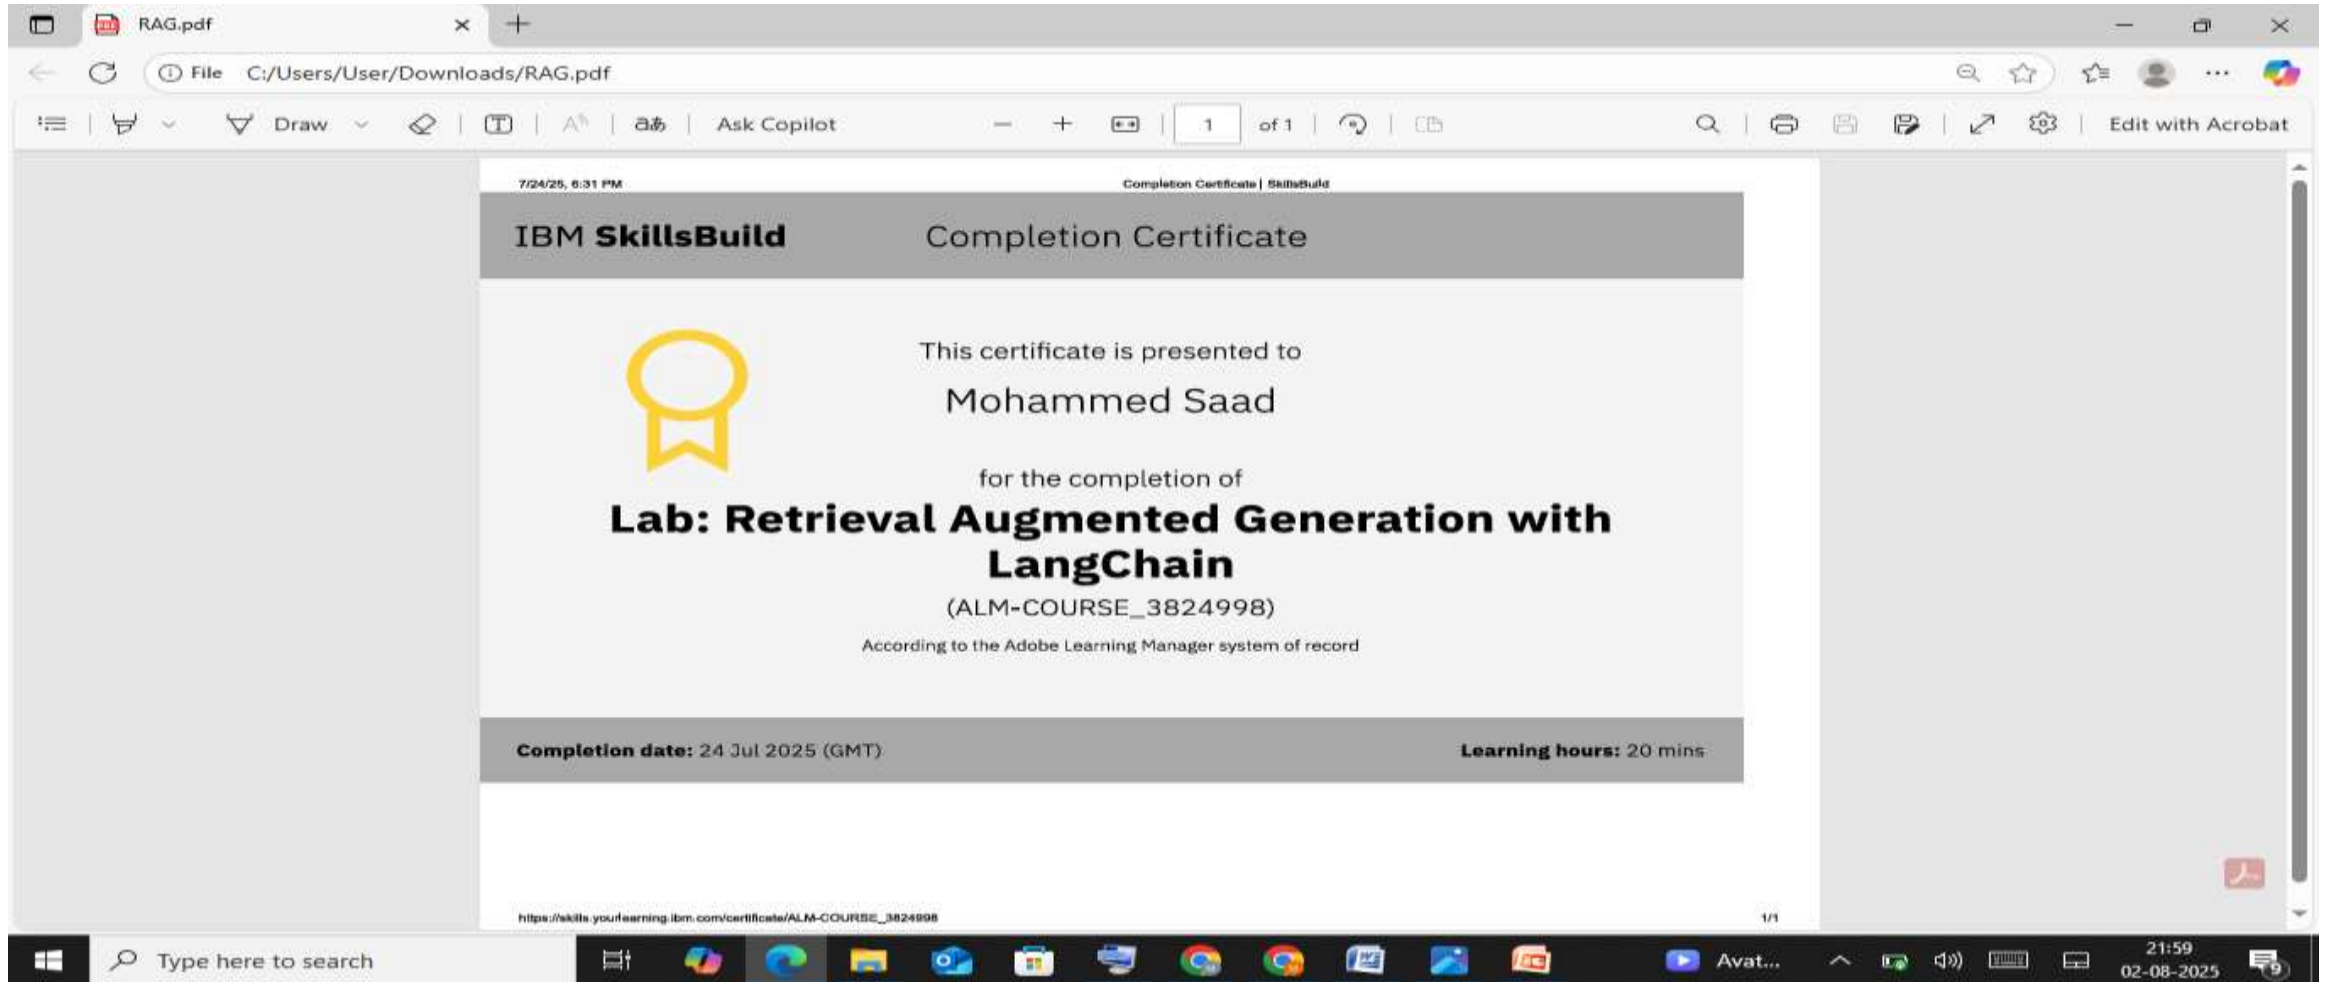 RAG.pdf
File C:/Users/User/Downloads/RAG.pdf
Draw
aあ
Ask Copilot
1 of 1
Edit with Acrobat
7/24/25, 6:31 PM Completion Certificate | SkillsBuild
IBM SkillsBuild Completion Certificate
This certificate is presented to
Mohammed Saad
for the completion of
Lab: Retrieval Augmented Generation with
LangChain
(ALM-COURSE_3824998)
According to the Adobe Learning Manager system of record
Completion date: 24 Jul 2025 (GMT) Learning hours: 20 mins
https://skills.yourlearning.ibm.com/certificate/ALM-COURSE_3824998 1/1
Type here to search
Avat...
21:59
02-08-2025
9